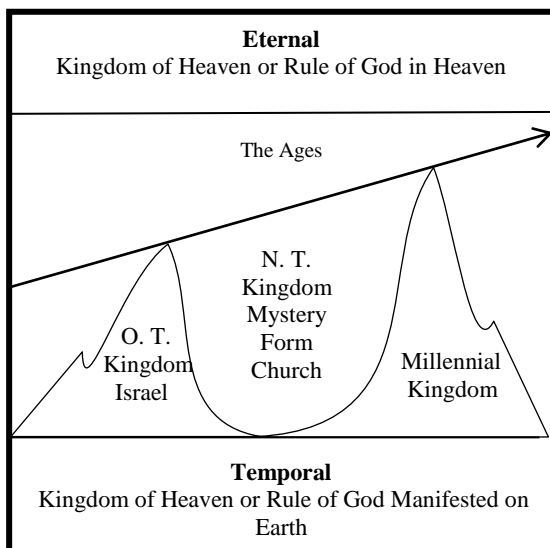 Eternal
Kingdom of Heaven or Rule of God in Heaven
The Ages
N. T.
Kingdom
Mystery
Form
Church
O. T.
Kingdom
Israel
Millennial
Kingdom
Temporal
Kingdom of Heaven or Rule of God Manifested on
Earth